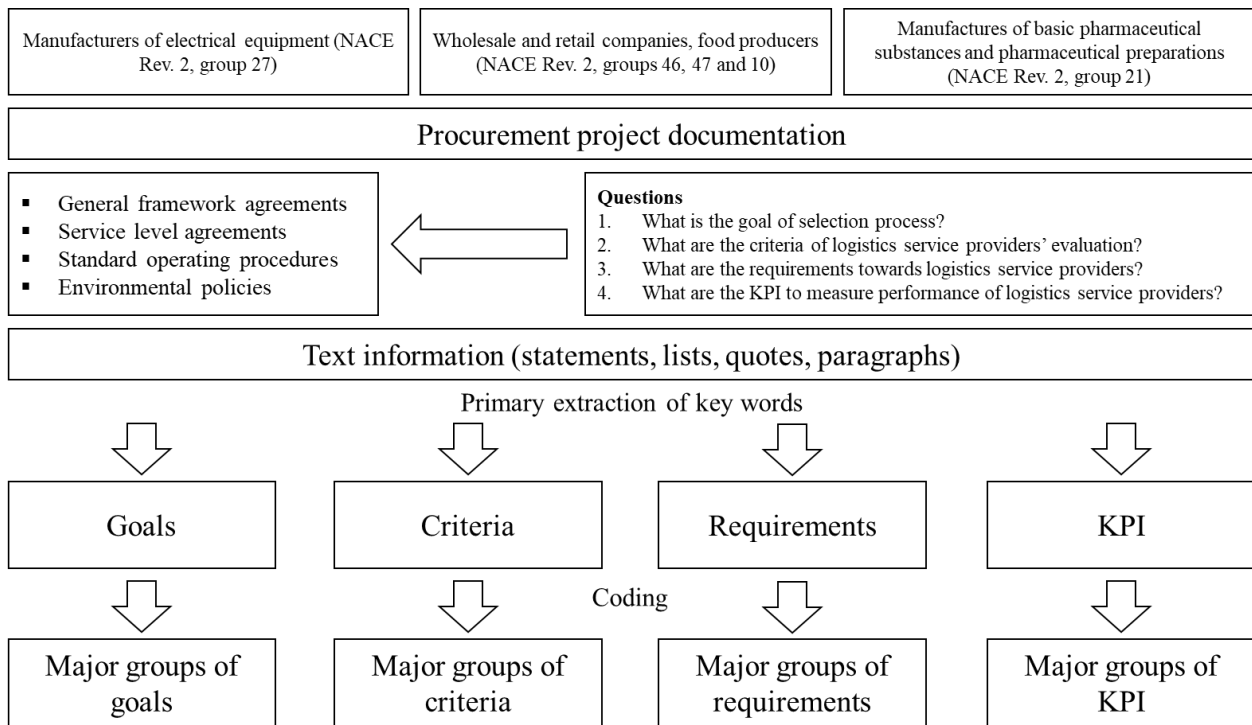 Manufacturers of electrical equipment (NACE
Rev. 2, group 27)
Wholesale and retail companies, food producers
(NACE Rev. 2, groups 46, 47 and 10)
Manufactures of basic pharmaceutical
substances and pharmaceutical preparations
(NACE Rev. 2, group 21)
Procurement project documentation
▪ General framework agreements
▪ Service level agreements
▪ Standard operating procedures
▪ Environmental policies
Questions
1. What is the goal of selection process?
2. What are the criteria of logistics service providers' evaluation?
3. What are the requirements towards logistics service providers?
4. What are the KPI to measure performance of logistics service providers?
Text information (statements, lists, quotes, paragraphs)
Primary extraction of key words
Goals
Criteria
Requirements
KPI
Coding
Major groups of
goals
Major groups of
criteria
Major groups of
requirements
Major groups of
KPI